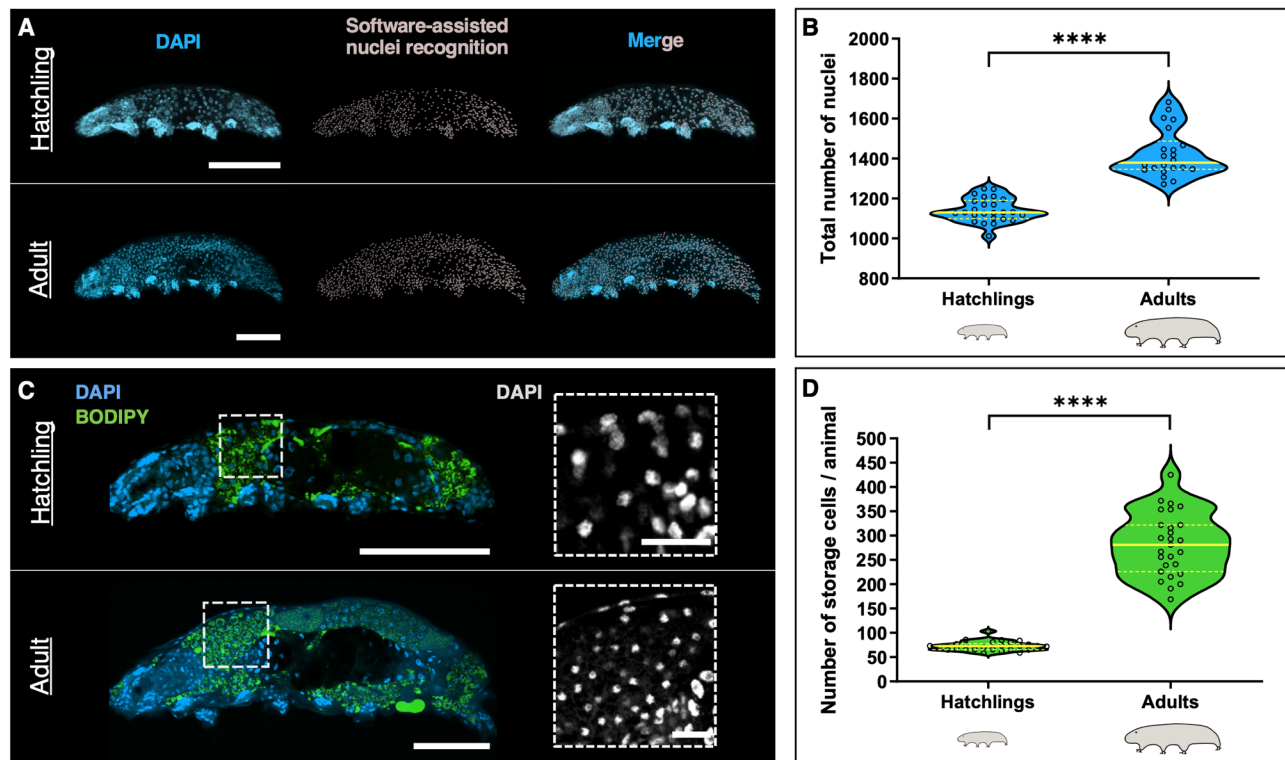 A
DAPI
Software-assisted
nuclei recognition
Merge
Hatchling
Adult
B
****
Total number of nuclei
2000
1800
1600
1400
1200
1000
800
Hatchlings
Adults
C
DAPI
BODIPY
DAPI
Hatchling
Adult
D
****
Number of storage cells / animal
500
450
400
350
300
250
200
150
100
50
0
Hatchlings
Adults